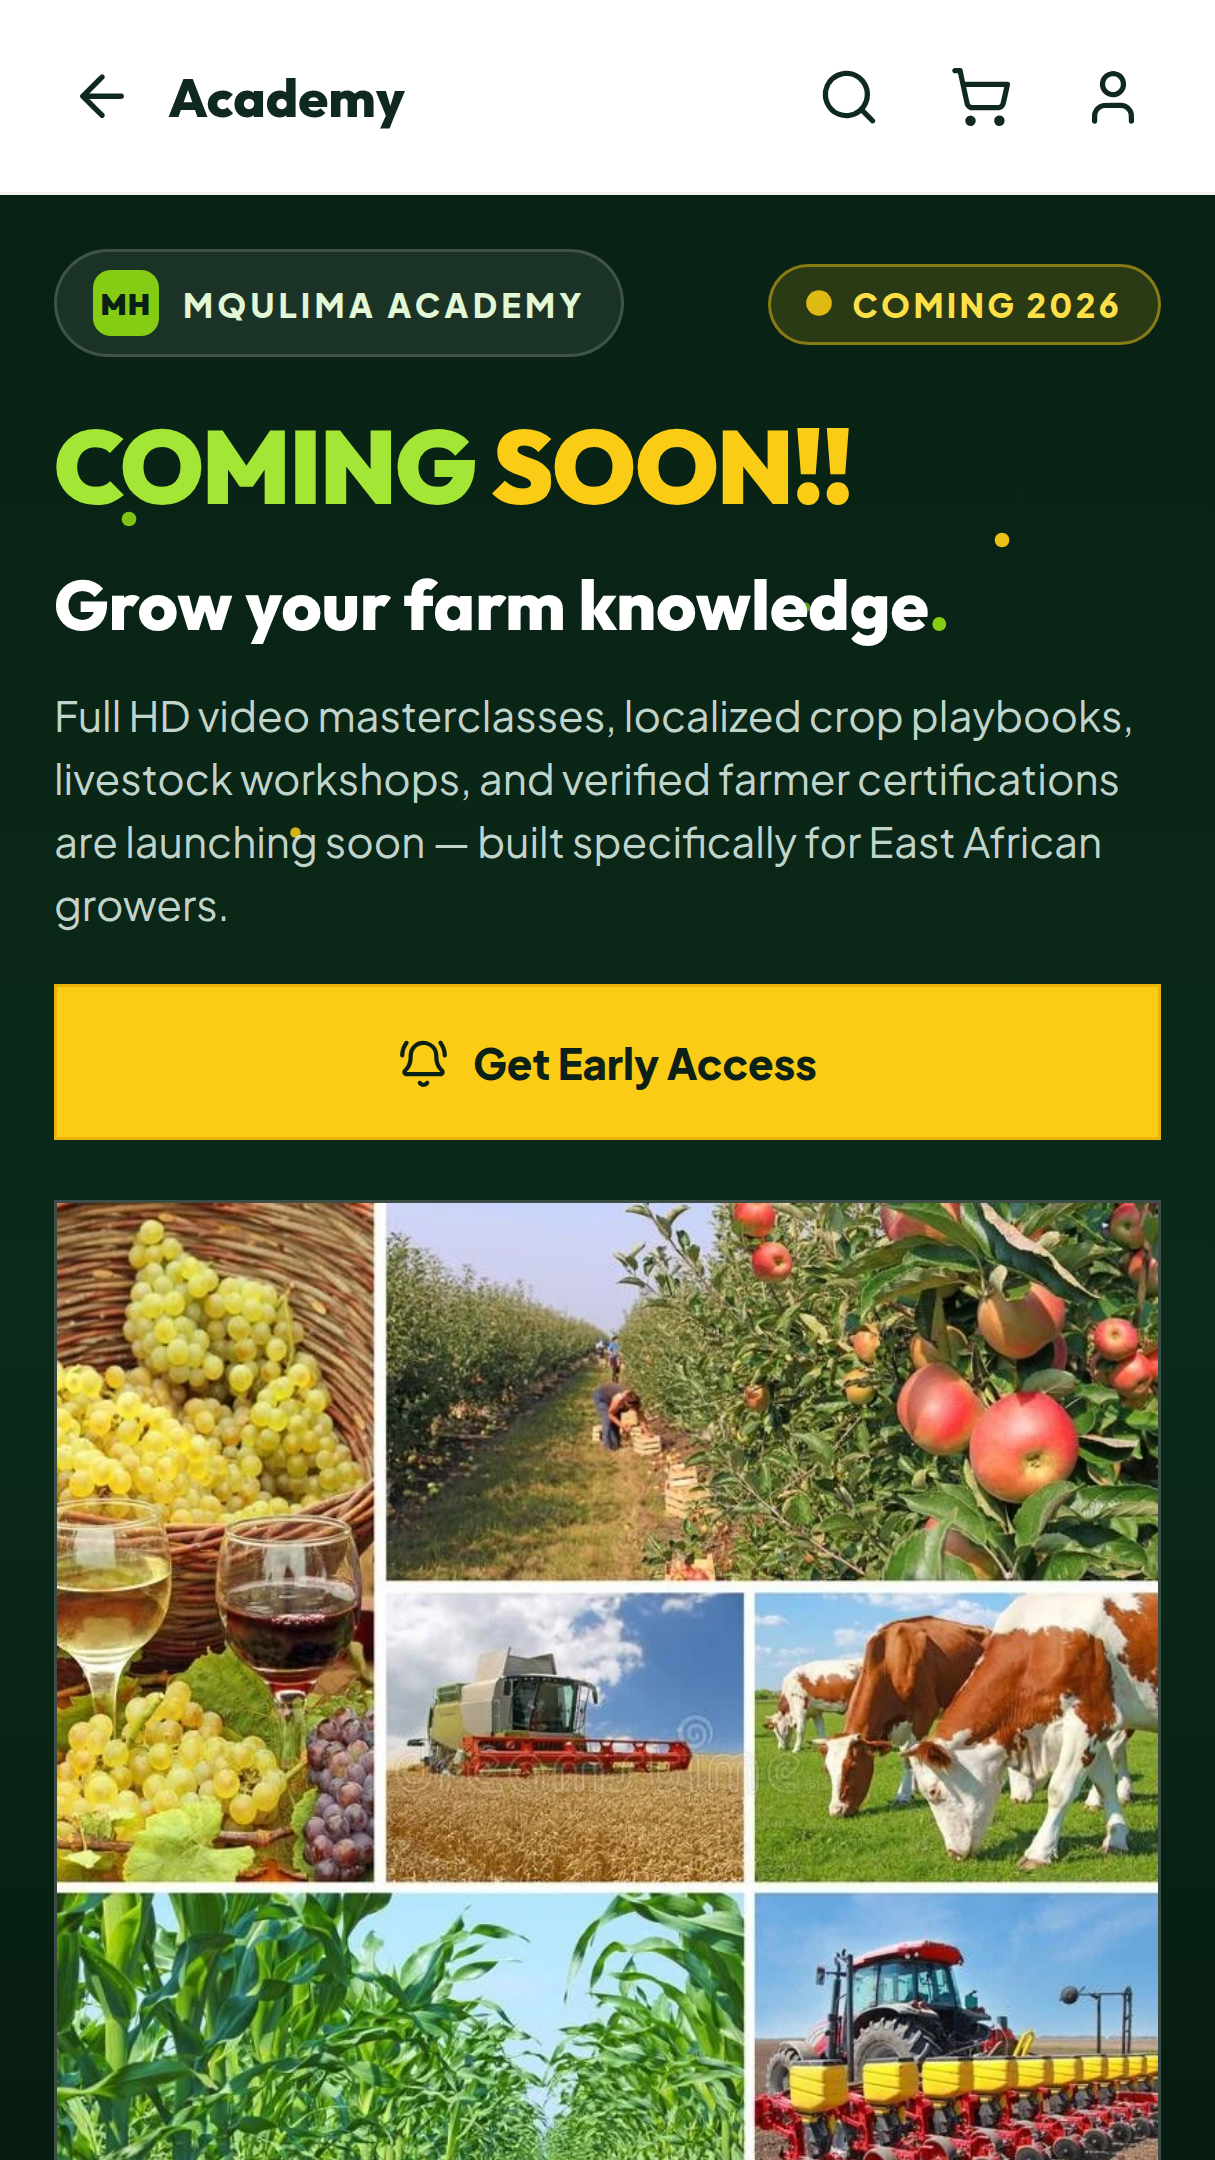 Academy
MH MQULIMA ACADEMY
COMING 2026
COMING SOON!!
Grow your farm knowledge.
Full HD video masterclasses, localized crop playbooks,
livestock workshops, and verified farmer certifications
are launching soon — built specifically for East African
growers.
Get Early Access
dreamstime